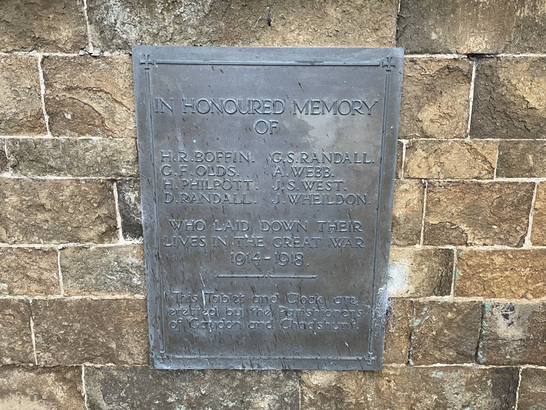 IN HONOURED MEMORY
OF
H.R. BOFFIN. G.S. RANDALL.
G.F. OLDS. A. WEBB.
H. PHILPOTT. J.S. WEST.
D. RANDALL. J. WHEILDON.
WHO LAID DOWN THEIR
LIVES IN THE GREAT WAR
1914-1918.
This Tablet and Clock are
erected by the Parishioners
of Gaydon and Chadshunt.